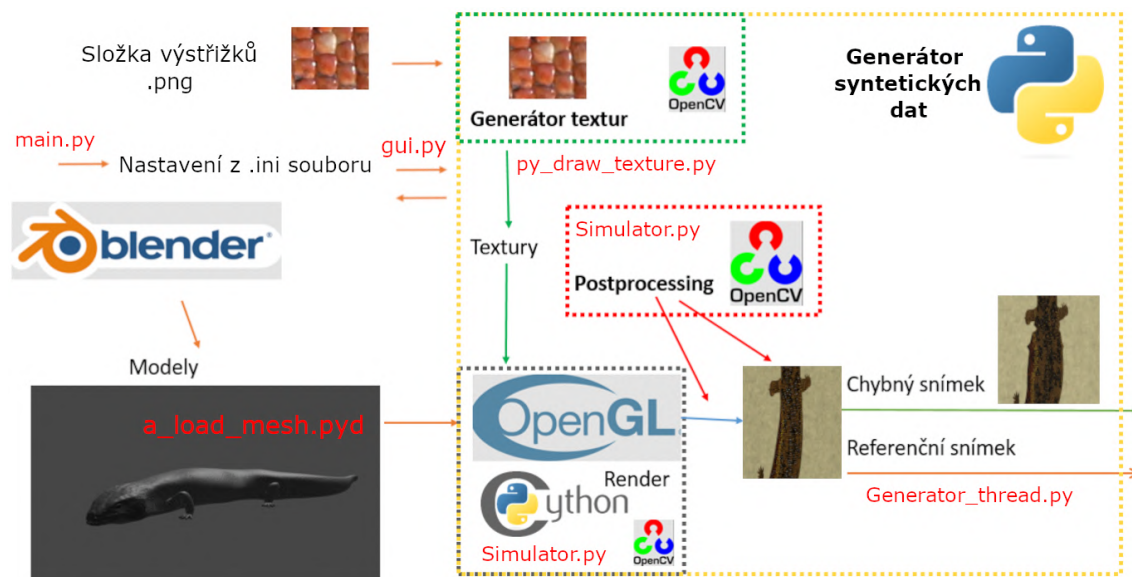 Složka výstřižků
.png
OpenCV
Generátor textur
Generátor
syntetických
dat
main.py
Nastavení z .ini souboru
gui.py
py_draw_texture.py
blender®
Textury
Simulator.py
Postprocessing
OpenCV
Modely
a_load_mesh.pyd
OpenGL
Render
Cython
Simulator.py
OpenCV
Chybný snímek
Referenční snímek
Generator_thread.py